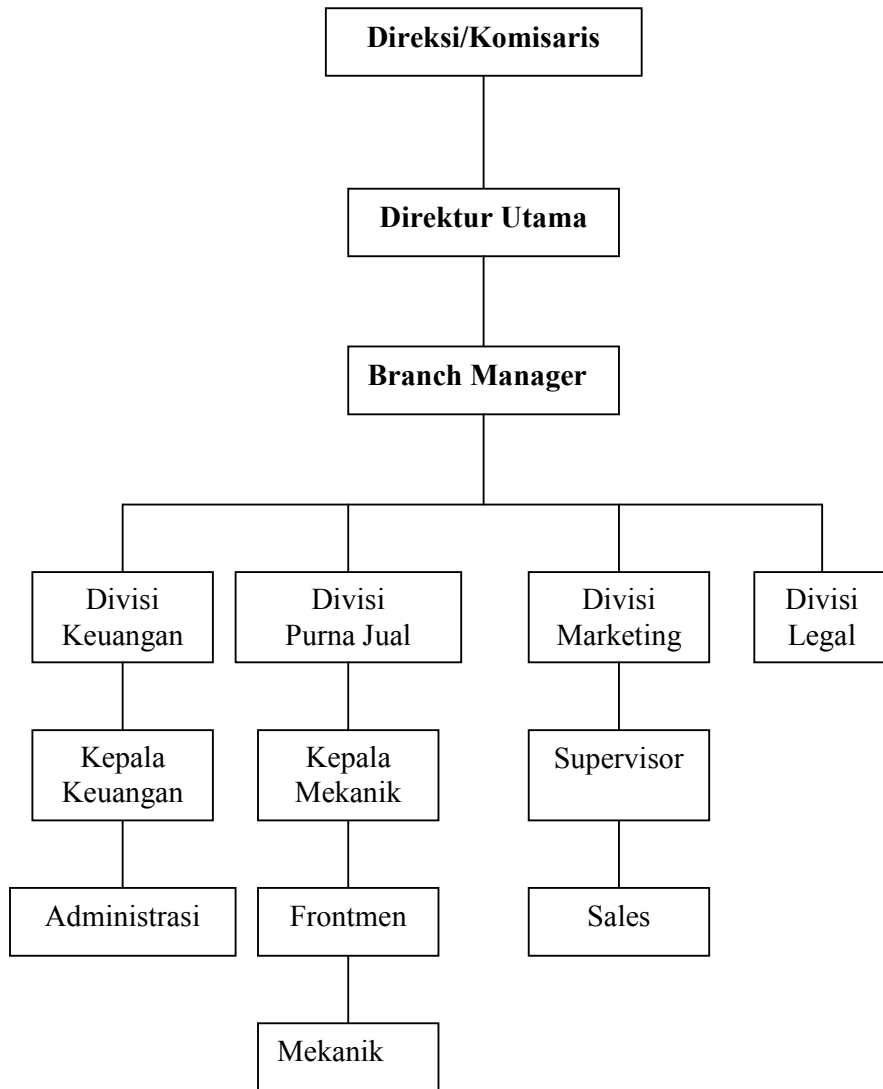 Direksi/Komisaris
Direktur Utama
Branch Manager
Divisi
Keuangan
Divisi
Purna Jual
Divisi
Marketing
Divisi
Legal
Kepala
Keuangan
Kepala
Mekanik
Supervisor
Administrasi
Frontmen
Sales
Mekanik